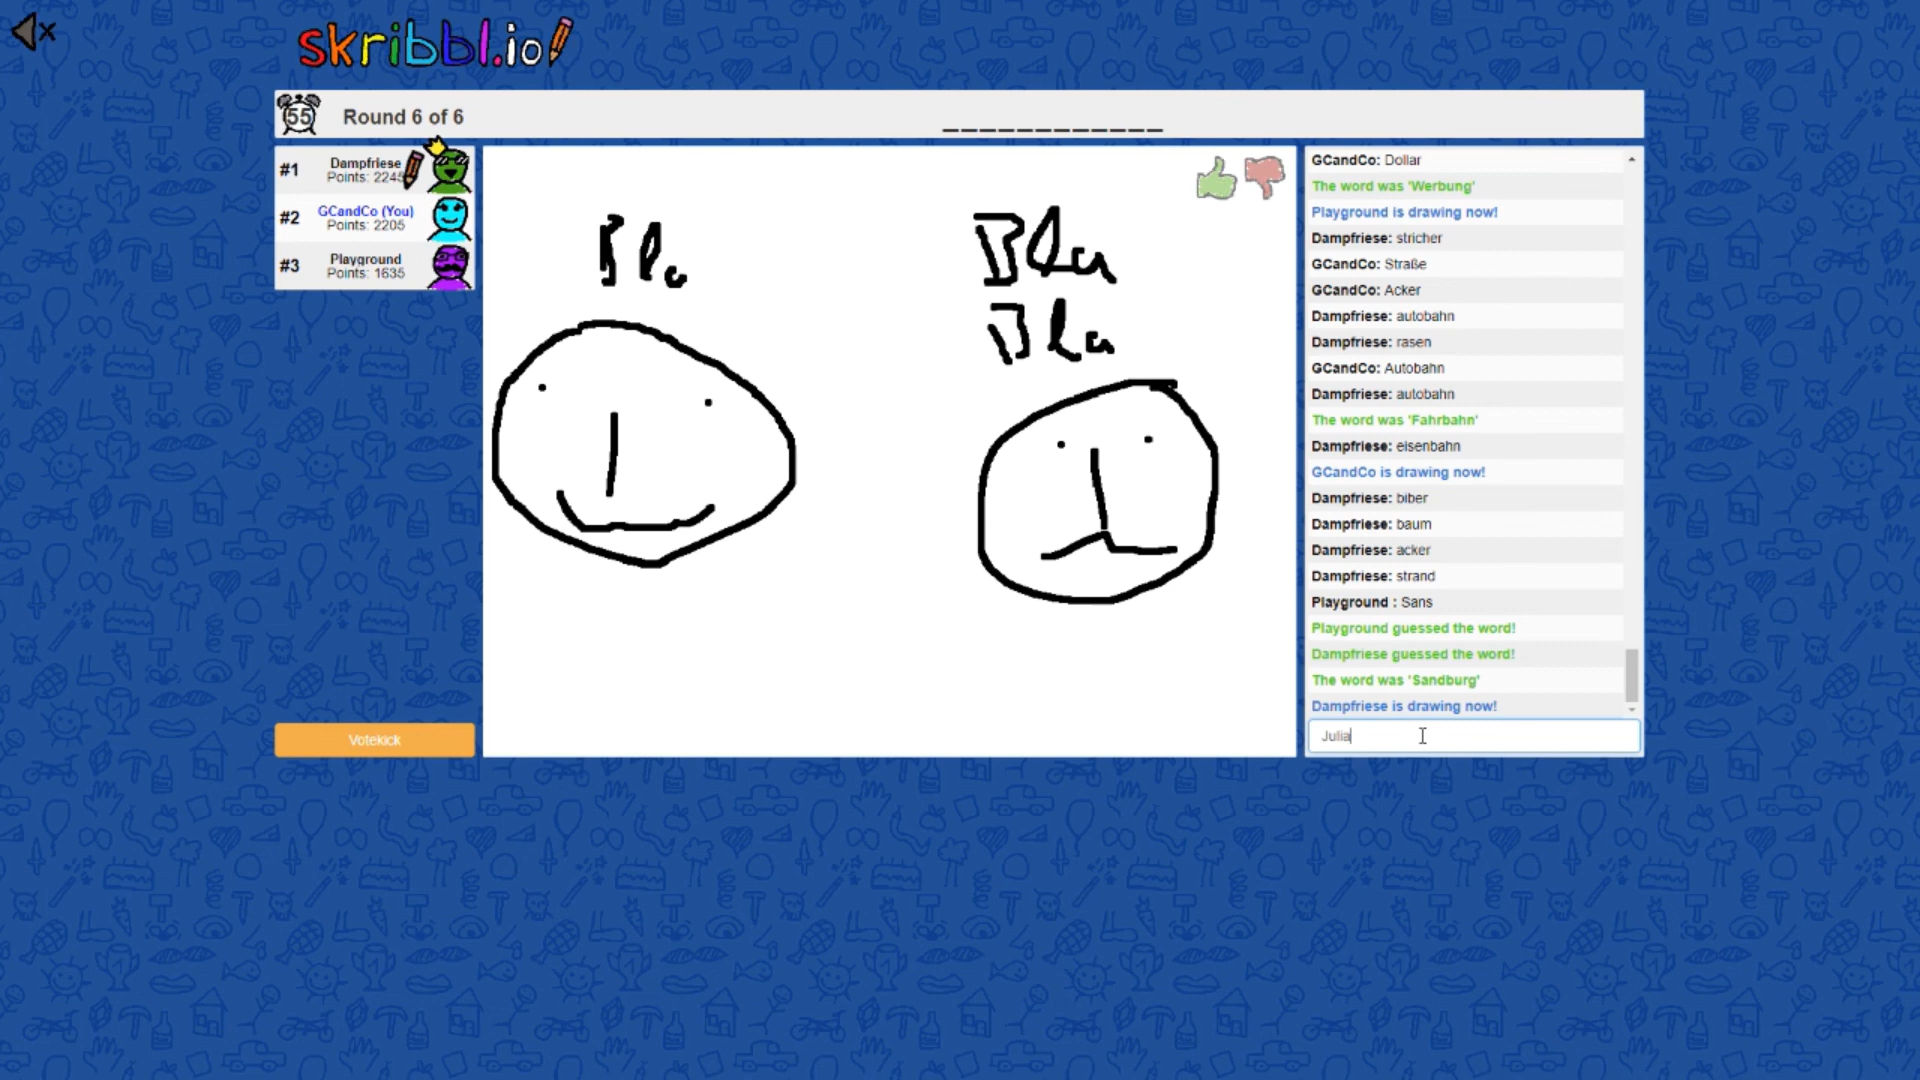 skribbl.io
55
Round 6 of 6
____________
#1
Dampfriese
Points: 2245
#2
GCandCo (You)
Points: 2205
#3
Playground
Points: 1635
Votekick
Bla
Bla
Bla
GCandCo: Dollar
The word was 'Werbung'
Playground is drawing now!
Dampfriese: stricher
GCandCo: Straße
GCandCo: Acker
Dampfriese: autobahn
Dampfriese: rasen
GCandCo: Autobahn
Dampfriese: autobahn
The word was 'Fahrbahn'
Dampfriese: eisenbahn
GCandCo is drawing now!
Dampfriese: biber
Dampfriese: baum
Dampfriese: acker
Dampfriese: strand
Playground : Sans
Playground guessed the word!
Dampfriese guessed the word!
The word was 'Sandburg'
Dampfriese is drawing now!
Julia